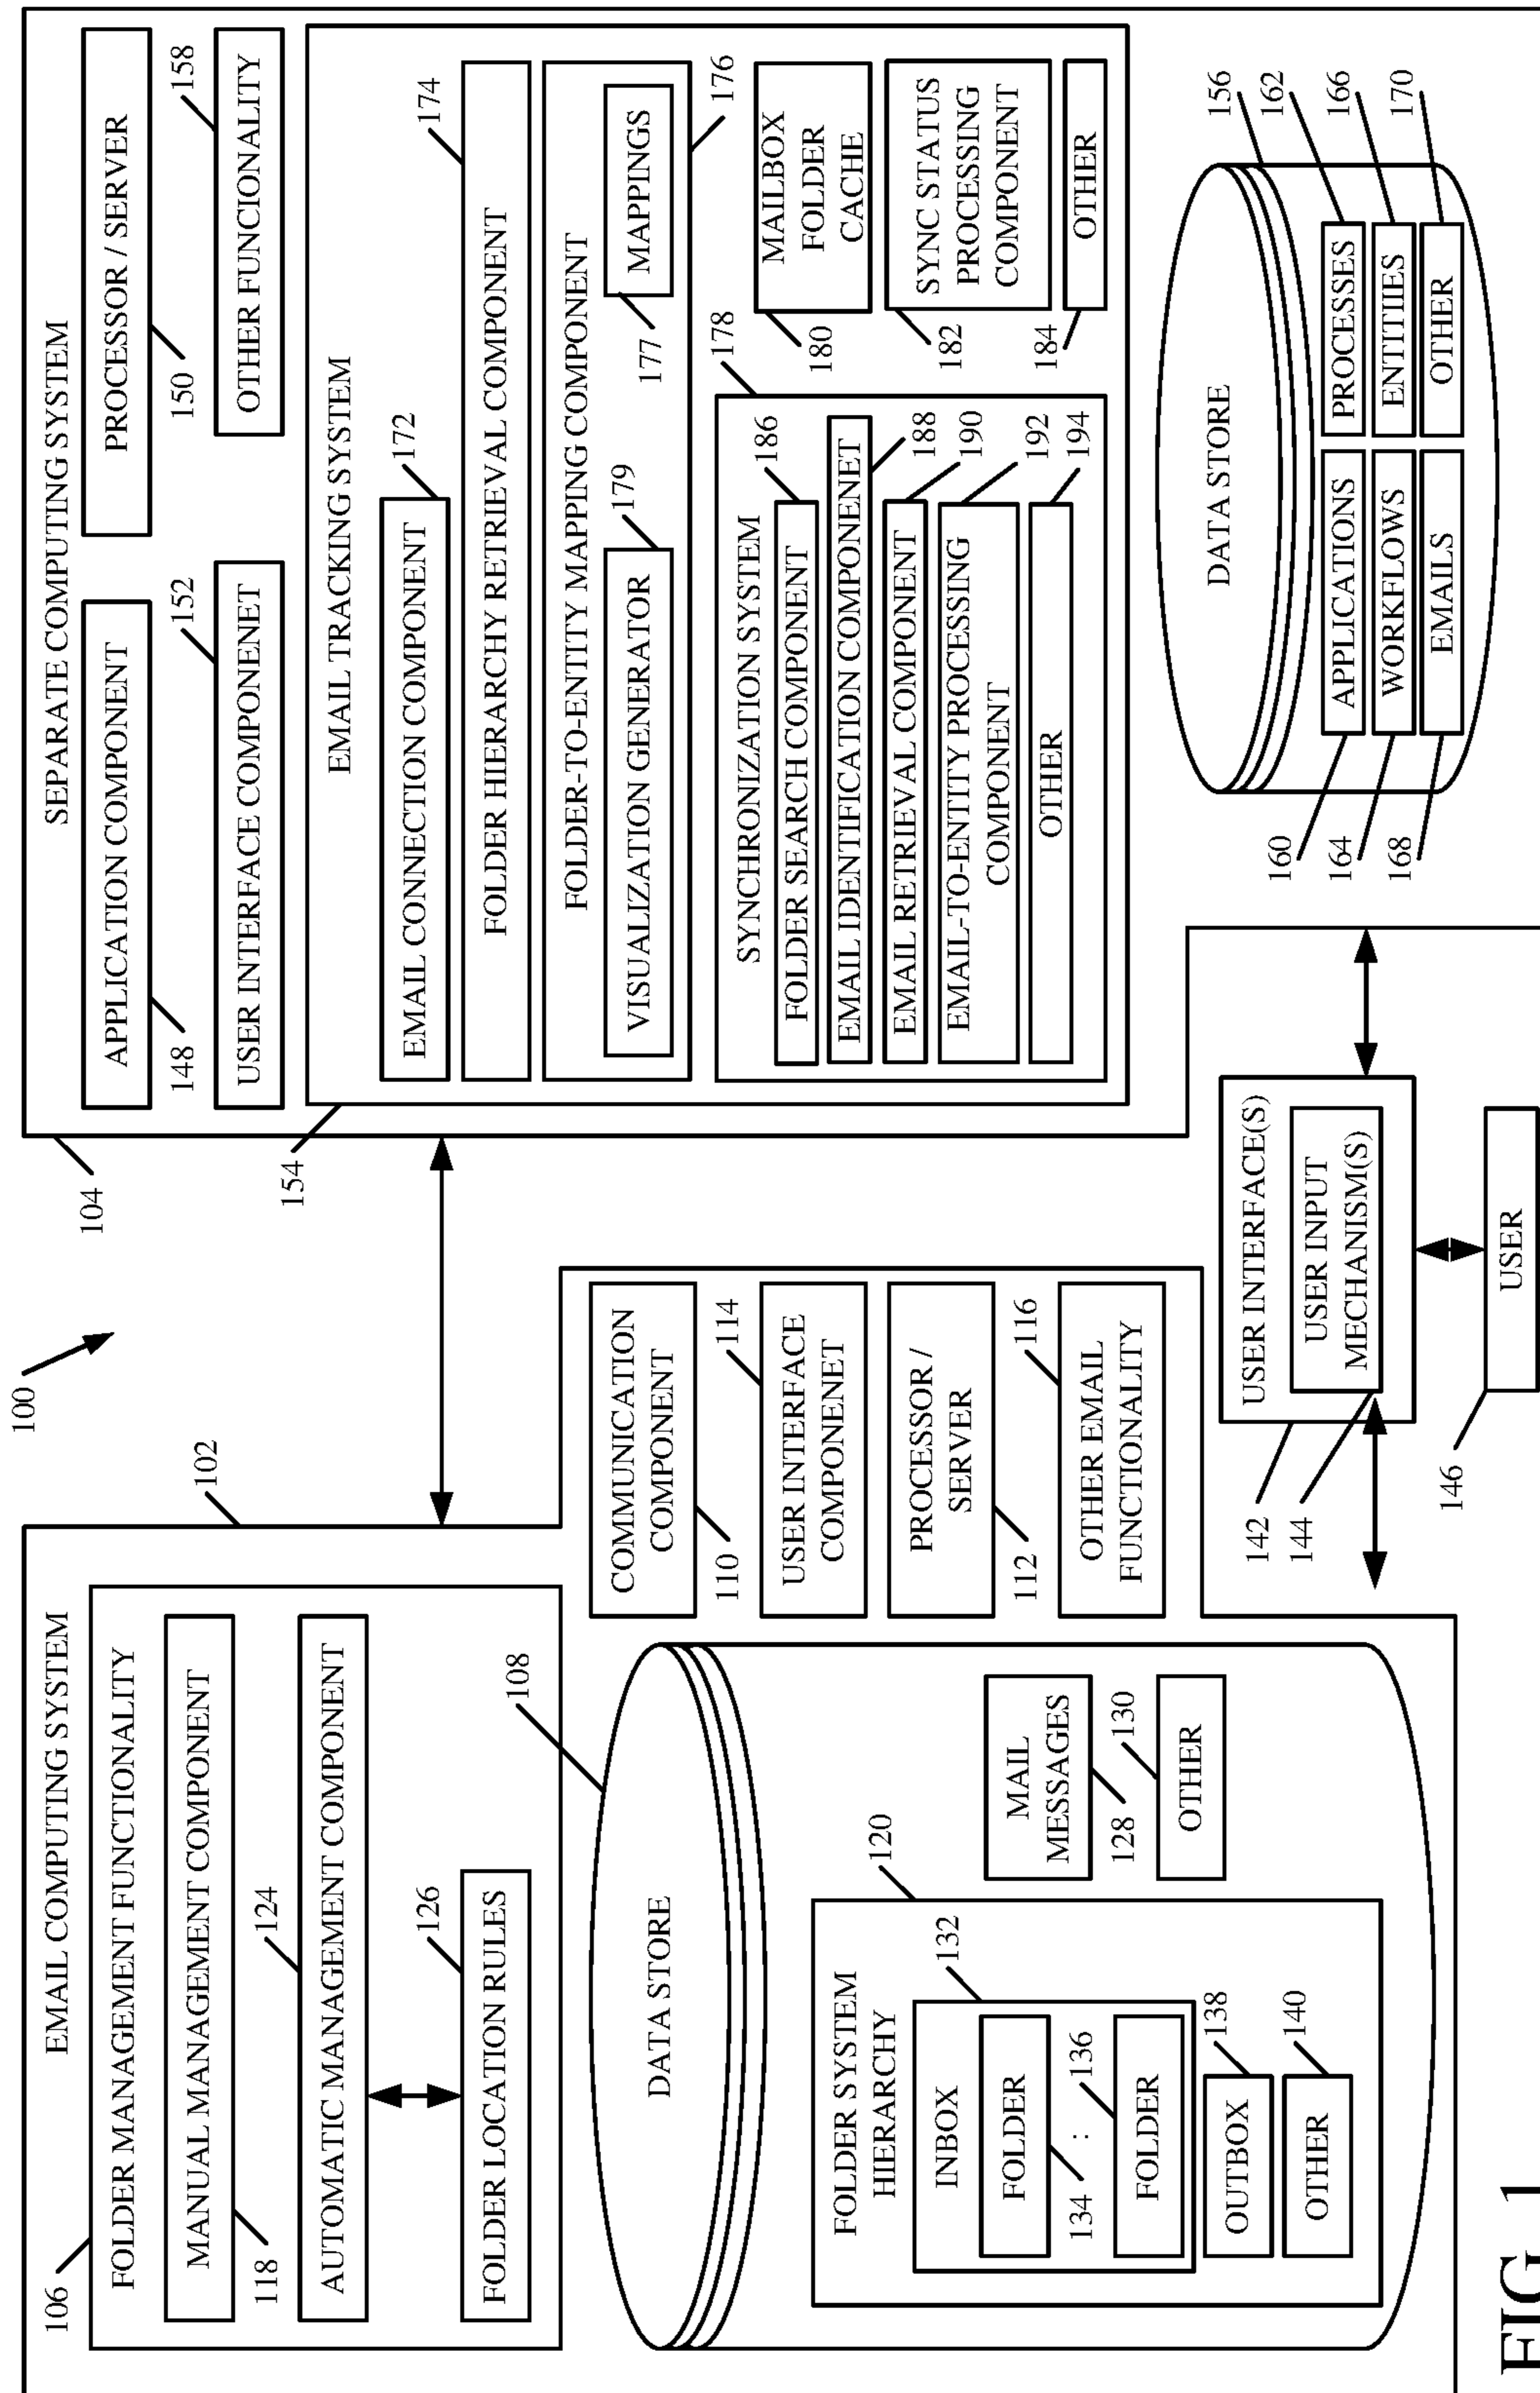 100
102
EMAIL COMPUTING SYSTEM
106
FOLDER MANAGEMENT FUNCTIONALITY
MANUAL MANAGEMENT COMPONENT
118
124
AUTOMATIC MANAGEMENT COMPONENT
126
FOLDER LOCATION RULES
108
DATA STORE
120
FOLDER SYSTEM
HIERARCHY
132
INBOX
FOLDER
134
:
136
FOLDER
138
OUTBOX
140
OTHER
MAIL
MESSAGES
128
130
OTHER
COMMUNICATION
COMPONENT
110
114
USER INTERFACE
COMPONENET
PROCESSOR /
SERVER
112
116
OTHER EMAIL
FUNCTIONALITY
104
SEPARATE COMPUTING SYSTEM
APPLICATION COMPONENT
148
PROCESSOR / SERVER
150
152
USER INTERFACE COMPONENET
158
OTHER FUNCIONALITY
154
EMAIL TRACKING SYSTEM
172
EMAIL CONNECTION COMPONENT
174
FOLDER HIERARCHY RETRIEVAL COMPONENT
FOLDER-TO-ENTITY MAPPING COMPONENT
179
VISUALIZATION GENERATOR
177
MAPPINGS
176
178
SYNCHRONIZATION SYSTEM
186
FOLDER SEARCH COMPONENT
EMAIL IDENTIFICATION COMPONENET
188
EMAIL RETRIEVAL COMPONENT
190
EMAIL-TO-ENTITY PROCESSING
COMPONENT
192
OTHER
194
MAILBOX
FOLDER
CACHE
180
SYNC STATUS
PROCESSING
COMPONENT
182
OTHER
184
DATA STORE
156
APPLICATIONS
160
PROCESSES
162
WORKFLOWS
164
ENTITIES
166
EMAILS
168
OTHER
170
USER INTERFACE(S)
142
USER INPUT
MECHANISM(S)
144
USER
146
FIG. 1